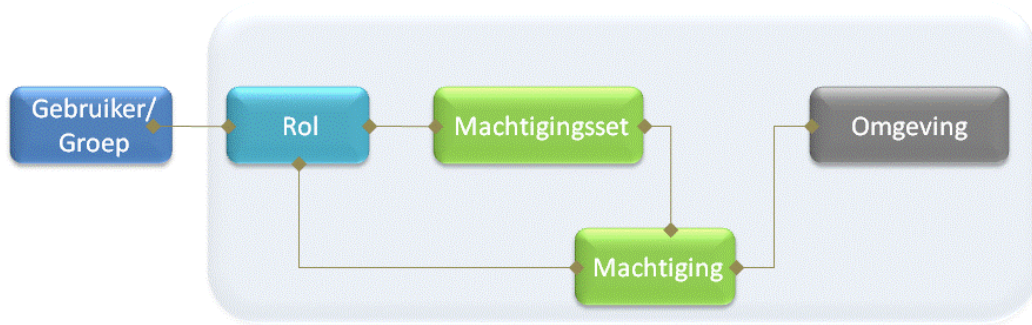 Gebruiker/
Groep
Rol
Machtigingsset
Omgeving
Machtiging